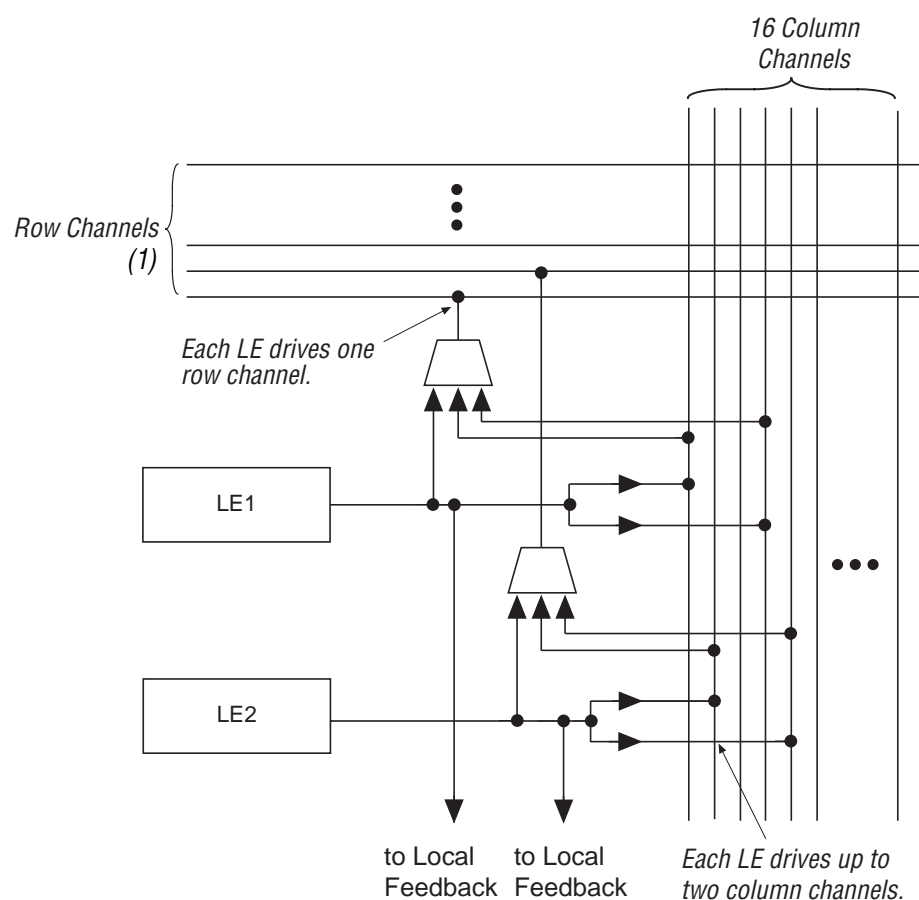 16 Column
Channels
Row Channels
(1)
Each LE drives one
row channel.
LE1
LE2
to Local
Feedback
to Local
Feedback
Each LE drives up to
two column channels.